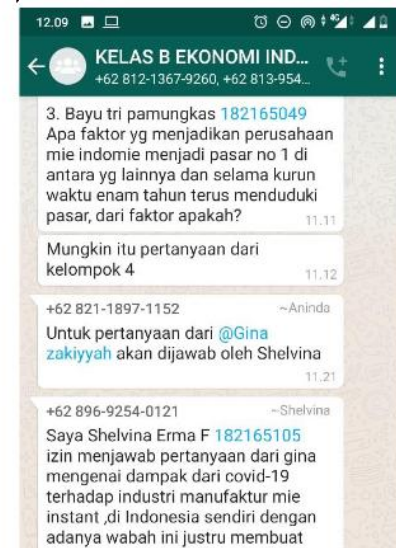 12.09
KELAS B EKONOMI IND...
+62 812-1367-9260, +62 813-954...
3. Bayu tri pamungkas 182165049
Apa faktor yg menjadikan perusahaan
mie indomie menjadi pasar no 1 di
antara yg lainnya dan selama kurun
waktu enam tahun terus menduduki
pasar, dari faktor apakah?
11.11
Mungkin itu pertanyaan dari
kelompok 4
11.12
+62 821-1897-1152 ~Aninda
Untuk pertanyaan dari @Gina
zakiyyah akan dijawab oleh Shelvina
11.21
+62 896-9254-0121 ~Shelvina
Saya Shelvina Erma F 182165105
izin menjawab pertanyaan dari gina
mengenai dampak dari covid-19
terhadap industri manufaktur mie
instant ,di Indonesia sendiri dengan
adanya wabah ini justru membuat